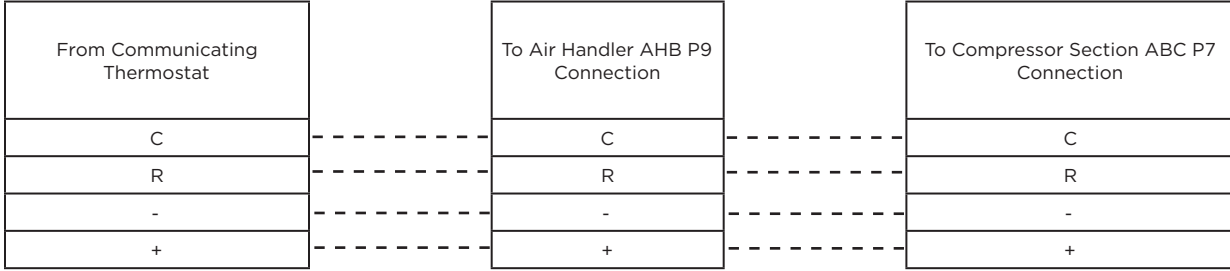 From Communicating
Thermostat
To Air Handler AHB P9
Connection
To Compressor Section ABC P7
Connection
C C C
R R R
- - -
+ + +